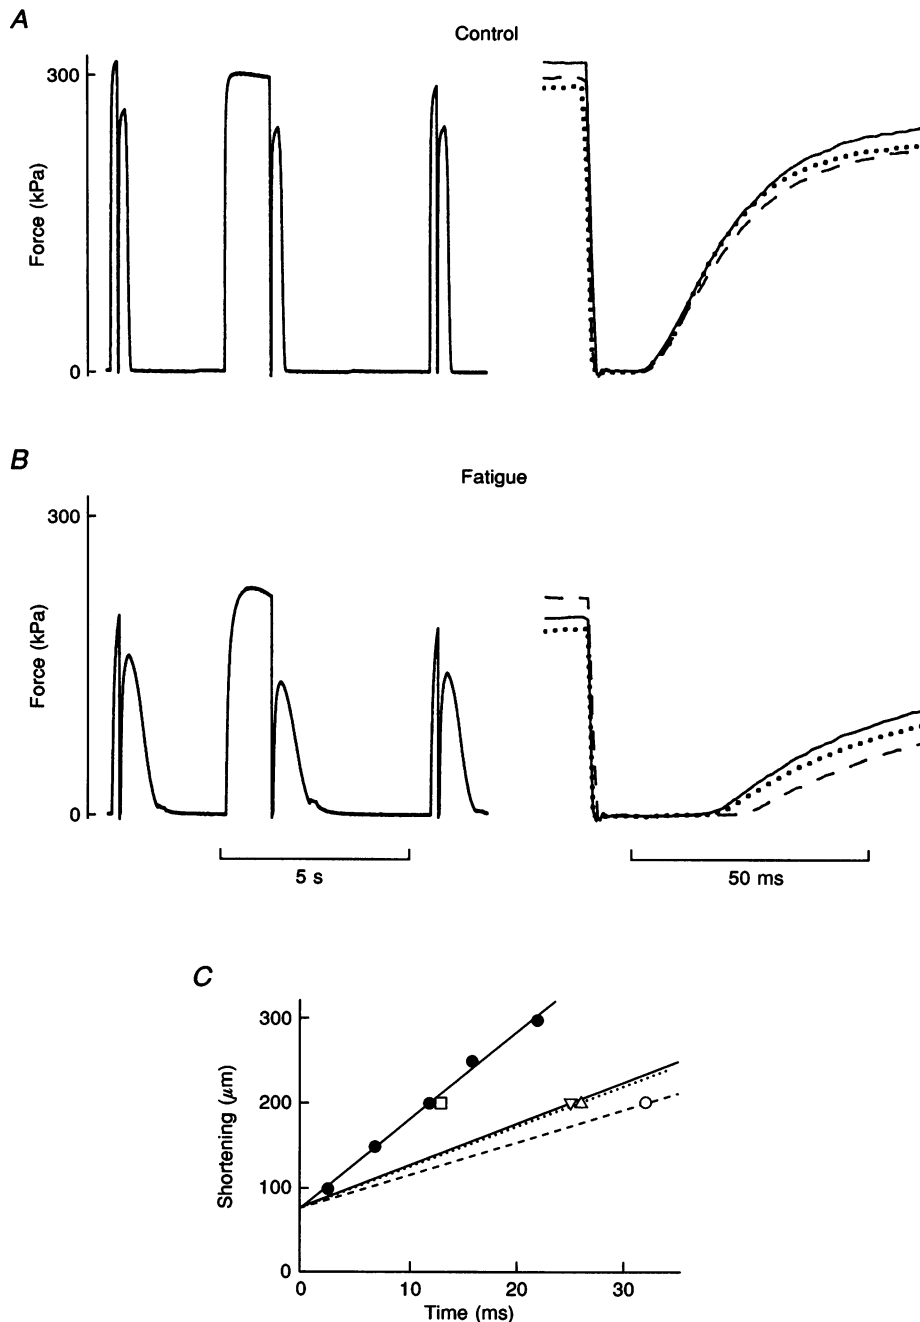 A
Control
300
Force (kPa)
0
B
Fatigue
300
Force (kPa)
0
5 s
50 ms
C
300
200
100
0
Shortening (μm)
0
10
20
30
Time (ms)